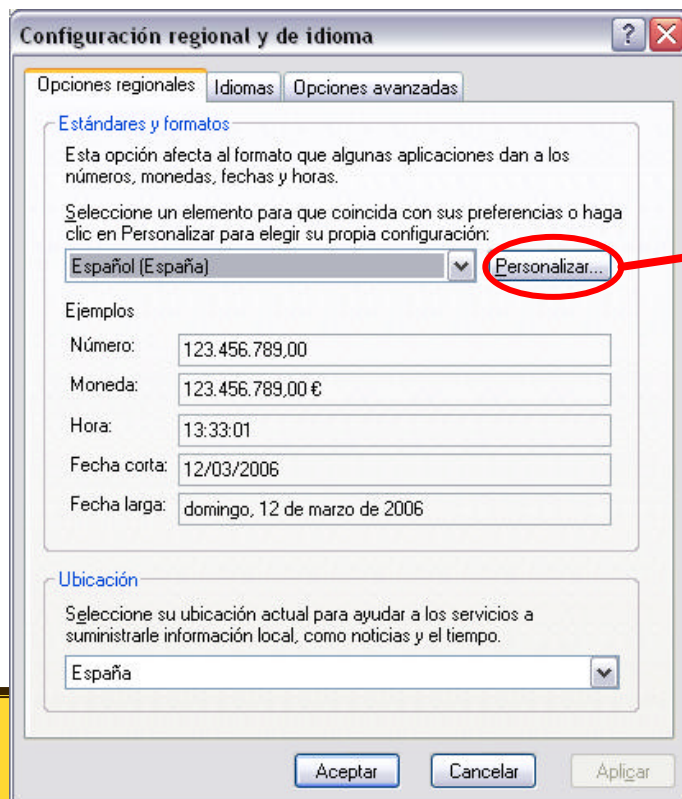 Configuración regional y de idioma
?
Opciones regionales Idiomas Opciones avanzadas
Estándares y formatos
Esta opción afecta al formato que algunas aplicaciones dan a los
números, monedas, fechas y horas.
Seleccione un elemento para que coincida con sus preferencias o haga
clic en Personalizar para elegir su propia configuración:
Español (España) Personalizar...
Ejemplos
Número: 123.456.789,00
Moneda: 123.456.789,00 €
Hora: 13:33:01
Fecha corta: 12/03/2006
Fecha larga: domingo, 12 de marzo de 2006
Ubicación
Seleccione su ubicación actual para ayudar a los servicios a
suministrarle información local, como noticias y el tiempo.
España
Aceptar Cancelar Aplicar